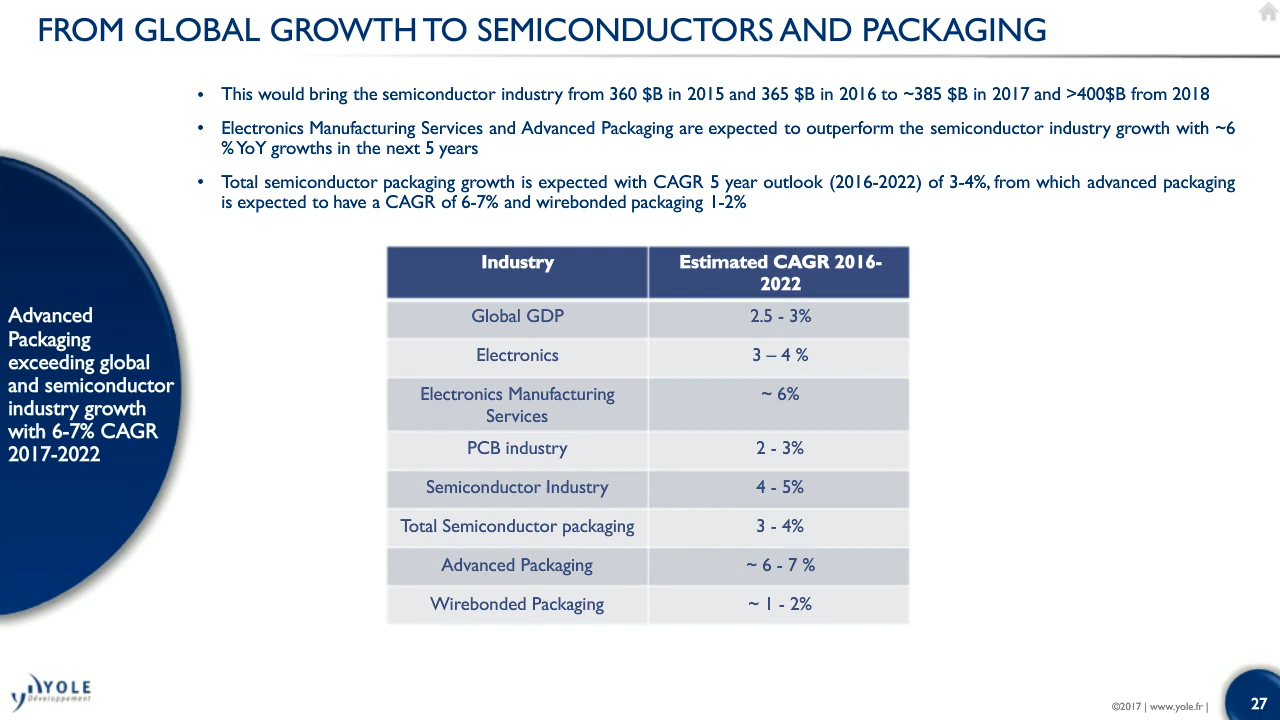 FROM GLOBAL GROWTH TO SEMICONDUCTORS AND PACKAGING
• This would bring the semiconductor industry from 360 $B in 2015 and 365 $B in 2016 to ~385 $B in 2017 and >400$B from 2018
• Electronics Manufacturing Services and Advanced Packaging are expected to outperform the semiconductor industry growth with ~6
% YoY growths in the next 5 years
• Total semiconductor packaging growth is expected with CAGR 5 year outlook (2016-2022) of 3-4%, from which advanced packaging
is expected to have a CAGR of 6-7% and wirebonded packaging 1-2%
Advanced
Packaging
exceeding global
and semiconductor
industry growth
with 6-7% CAGR
2017-2022
Industry Estimated CAGR 2016-
2022
Global GDP 2.5 - 3%
Electronics 3 – 4 %
Electronics Manufacturing ~ 6%
Services
PCB industry 2 - 3%
Semiconductor Industry 4 - 5%
Total Semiconductor packaging 3 - 4%
Advanced Packaging ~ 6 - 7 %
Wirebonded Packaging ~ 1 - 2%
YOLE
Développement
©2017 | www.yole.fr |
27